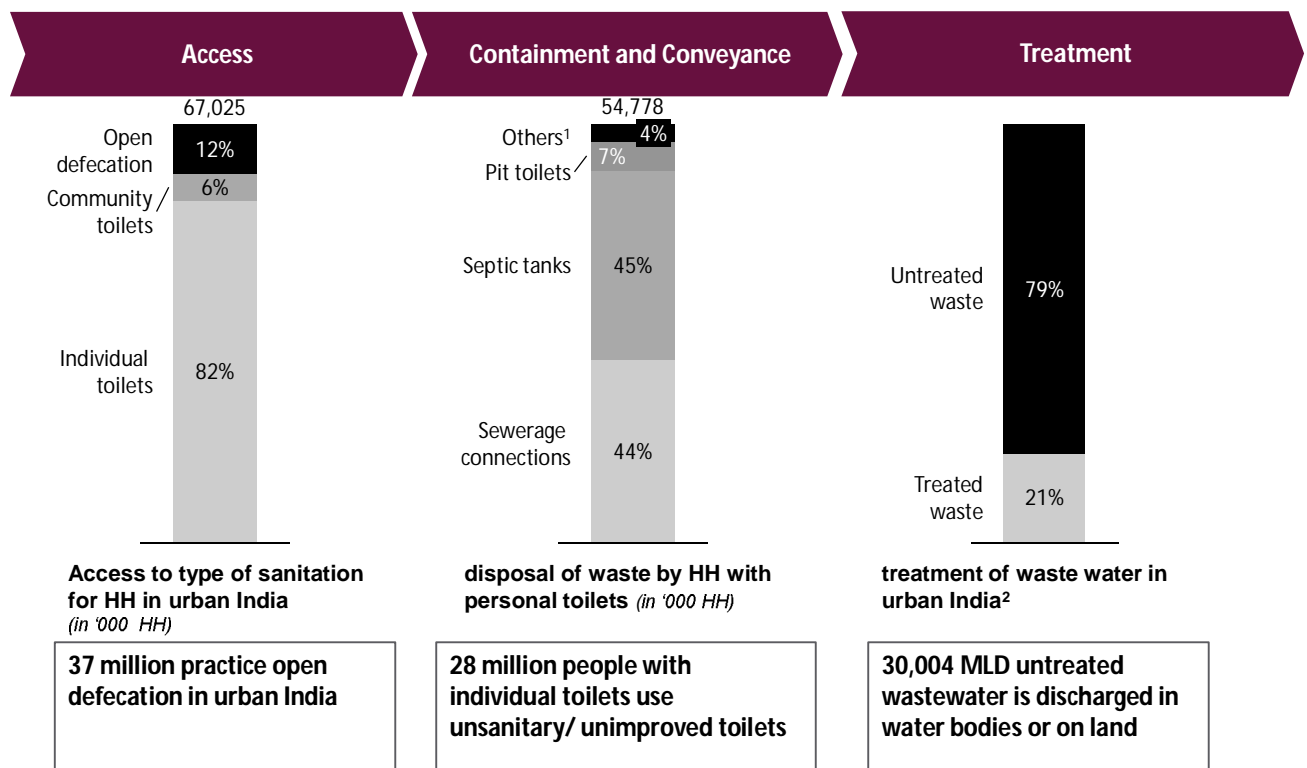 Access
Containment and Conveyance
Treatment
67,025
Open
defecation
12%
Community
toilets
6%
Individual
toilets
82%
54,778
Others¹
4%
Pit toilets
7%
Septic tanks
45%
Sewerage
connections
44%
Untreated
waste
79%
Treated
waste
21%
Access to type of sanitation
for HH in urban India
(in '000 HH)
disposal of waste by HH with
personal toilets (in '000 HH)
treatment of waste water in
urban India²
37 million practice open
defecation in urban India
28 million people with
individual toilets use
unsanitary/ unimproved toilets
30,004 MLD untreated
wastewater is discharged in
water bodies or on land